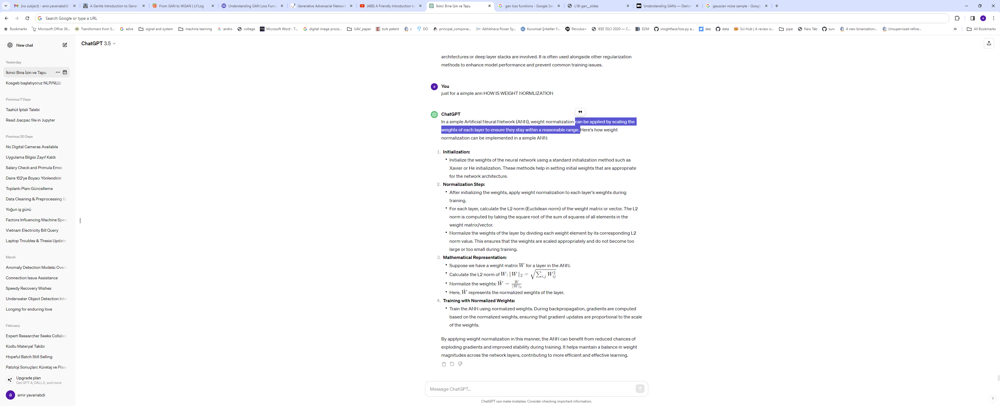 (no subject) - amir.yavariabdi@
A Gentle Introduction to Gener
From GAN to WGAN | Lil'Log
Understanding GAN Loss Funct
Generative Adversarial Network
(488) A Friendly Introduction to
İkinci Bina İzin ve Tapu
gan loss functions - Google Sea
L18-gan__slides
Understanding GANs — Derivin
gaussian noise sample - Google
Search Google or type a URL
a
Bookmarks
Microsoft Office 36...
Transformers from S...
adve
signal and system
machine learning
andro
voltage
Microsoft Word - T...
digital image proce...
UAV_paper
turk patent
c
DO
principal_compone...
Abhibhava Power Sy...
Kurumsal Şirketler Y...
Perculus+
IEEE SSCI 2020 — C...
EDM
insightface/loss.py a...
dee
data
Sci-Hub | A review o...
pipe
New Tab
surv
A new binarization...
Unsupervised refine...
All Bookmarks
New chat
Yesterday
İkinci Bina İzin ve Tapu
Kosgeb başlatıyoruz NLP/NLU.
Previous 7 Days
Taahüt İptali Talebi
Read .bacpac file in Jupyter
Previous 30 Days
No Digital Cameras Available
Uygulama Bilgisi Zayıf Kaldı
Salary Check and Primula Error.
Daire 152'ye Boyacı Yönlendirin
Toplantı Planı Güncelleme
Data Cleaning & Preprocessing Gu
Yoğun iş günü
Factors Influencing Machine Spee
Vietnam Electricity Bill Query
Laptop Troubles & Thesis Update
March
Anomaly Detection Models: Overv
Connection Issue Assistance
Speedy Recovery Wishes
Underwater Object Detection Inte
Longing for enduring love
February
Expert Researcher Seeks Collabor
Kodlu Materyal Takibi
Hopeful Batch Still Selling
Patoloji Sonuçları: Küretaj ve Plase
Upgrade plan
Get GPT-4, DALL·E, and more
a amir yavariabdi
ChatGPT 3.5
architectures or deep layer stacks are involved. It is often used alongside other regularization
methods to enhance model performance and prevent common training issues.
a You
just for a simple ann HOW IS WEIGHT NORMLIZATION
ChatGPT
In a simple Artificial Neural Network (ANN), weight normalization can be applied by scaling the
weights of each layer to ensure they stay within a reasonable range. Here's how weight
normalization can be implemented in a simple ANN:
1. Initialization:
• Initialize the weights of the neural network using a standard initialization method such as
Xavier or He initialization. These methods help in setting initial weights that are appropriate
for the network architecture.
2. Normalization Step:
• After initializing the weights, apply weight normalization to each layer's weights during
training.
• For each layer, calculate the L2 norm (Euclidean norm) of the weight matrix or vector. The L2
norm is computed by taking the square root of the sum of squares of all elements in the
weight matrix/vector.
• Normalize the weights of the layer by dividing each weight element by its corresponding L2
norm value. This ensures that the weights are scaled appropriately and do not become too
large or too small during training.
3. Mathematical Representation:
• Suppose we have a weight matrix W for a layer in the ANN.
• Calculate the L2 norm of W: ‖W‖₂ = √(∑ᵢ,ⱼ Wᵢⱼ²)
• Normalize the weights: Ŵ = W/‖W‖₂
• Here, Ŵ represents the normalized weights of the layer.
4. Training with Normalized Weights:
• Train the ANN using normalized weights. During backpropagation, gradients are computed
based on the normalized weights, ensuring that gradient updates are proportional to the scale
of the weights.
By applying weight normalization in this manner, the ANN can benefit from reduced chances of
exploding gradients and improved stability during training. It helps maintain a balance in weight
magnitudes across the network layers, contributing to more efficient and effective learning.
Message ChatGPT...
ChatGPT can make mistakes. Consider checking important information.
?